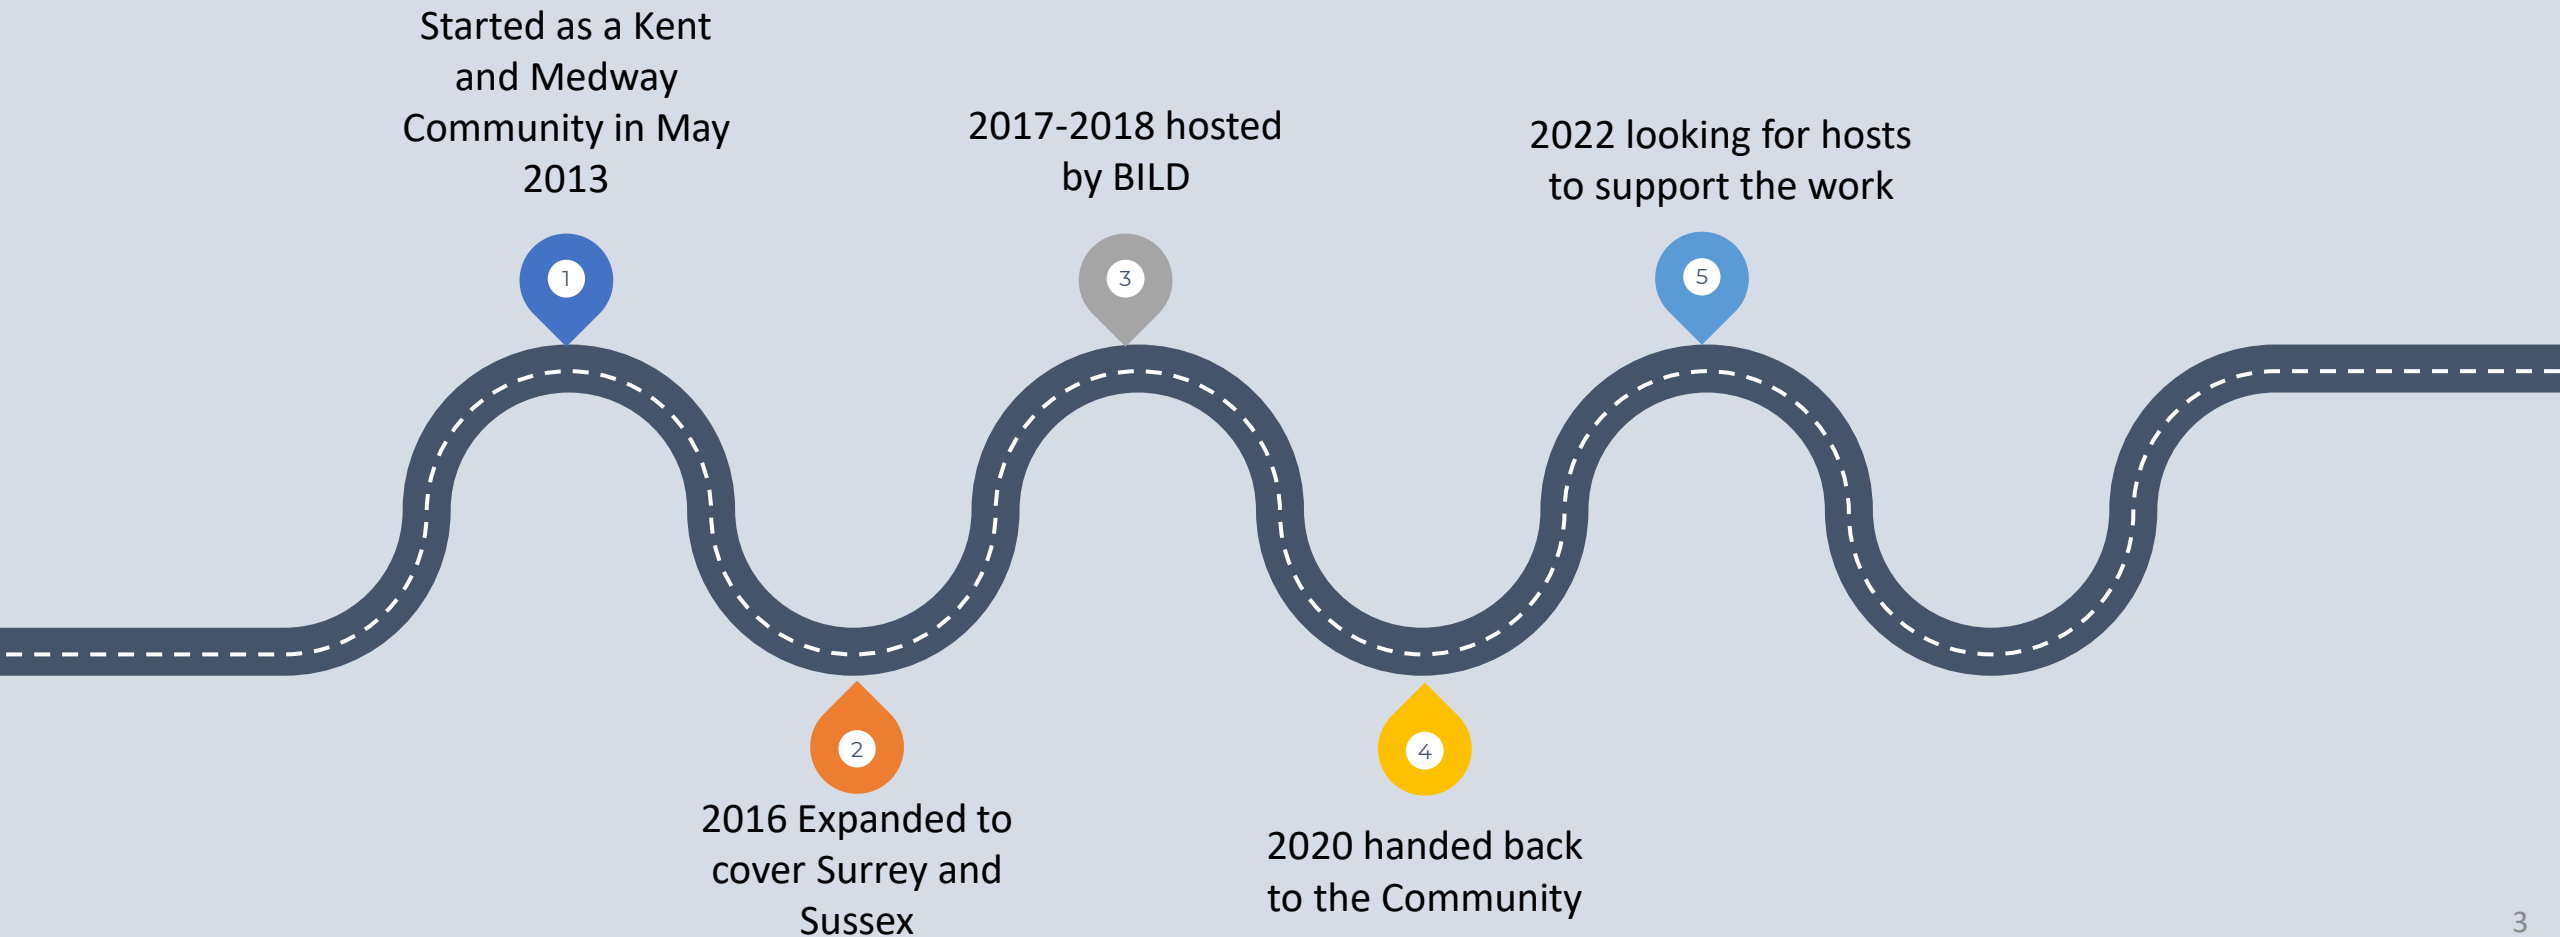 Started as a Kent
and Medway
Community in May
2013
1
2016 Expanded to
cover Surrey and
Sussex
2
2017-2018 hosted
by BILD
3
2020 handed back
to the Community
4
2022 looking for hosts
to support the work
5
3